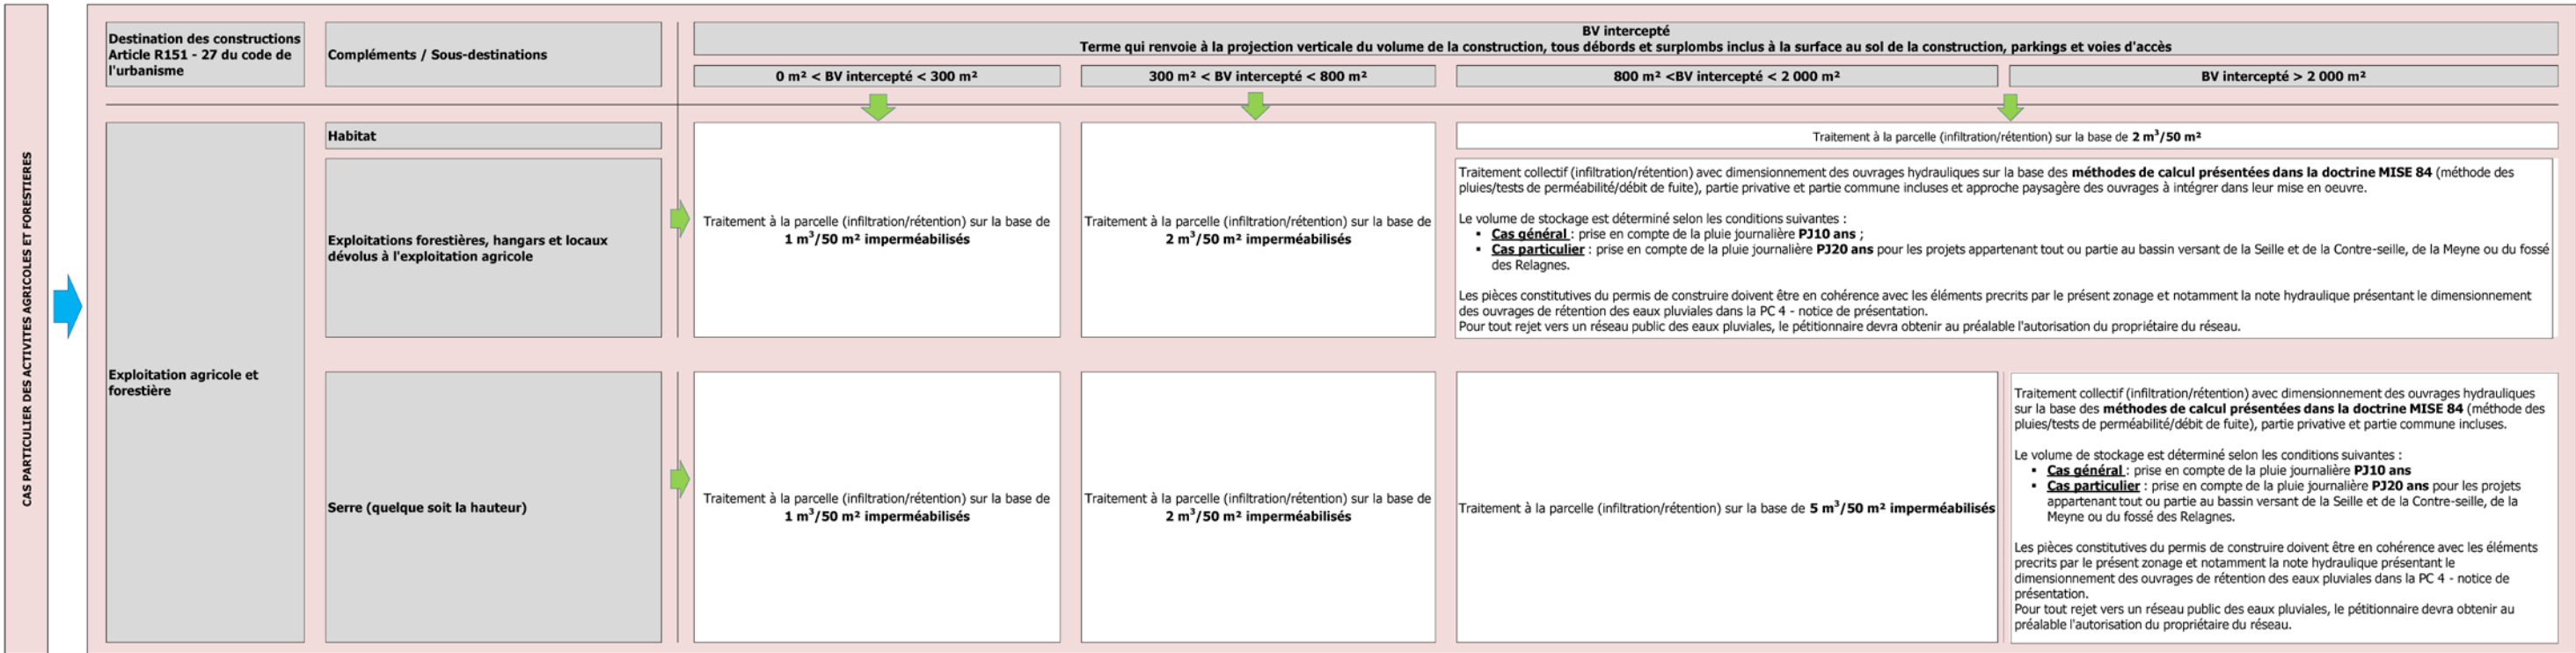 CAS PARTICULIER DES ACTIVITES AGRICOLES ET FORESTIERES
Destination des constructions
Article R151 - 27 du code de
l'urbanisme
Compléments / Sous-destinations
BV intercepté
Terme qui renvoie à la projection verticale du volume de la construction, tous débords et surplombs inclus à la surface au sol de la construction, parkings et voies d'accès
0 m² < BV intercepté < 300 m²
300 m² < BV intercepté < 800 m²
800 m² <BV intercepté < 2 000 m²
BV intercepté > 2 000 m²
Exploitation agricole et
forestière
Habitat
Exploitations forestières, hangars et locaux
dévolus à l'exploitation agricole
Traitement à la parcelle (infiltration/rétention) sur la base de
1 m³/50 m² imperméabilisés
Traitement à la parcelle (infiltration/rétention) sur la base de
2 m³/50 m² imperméabilisés
Traitement à la parcelle (infiltration/rétention) sur la base de 2 m³/50 m²
Traitement collectif (infiltration/rétention) avec dimensionnement des ouvrages hydrauliques sur la base des méthodes de calcul présentées dans la doctrine MISE 84 (méthode des
pluies/tests de perméabilité/débit de fuite), partie privative et partie commune incluses et approche paysagère des ouvrages à intégrer dans leur mise en oeuvre.
Le volume de stockage est déterminé selon les conditions suivantes :
▪ Cas général : prise en compte de la pluie journalière PJ10 ans ;
▪ Cas particulier : prise en compte de la pluie journalière PJ20 ans pour les projets appartenant tout ou partie au bassin versant de la Seille et de la Contre-seille, de la Meyne ou du fossé
des Relagnes.
Les pièces constitutives du permis de construire doivent être en cohérence avec les éléments precrits par le présent zonage et notamment la note hydraulique présentant le dimensionnement
des ouvrages de rétention des eaux pluviales dans la PC 4 - notice de présentation.
Pour tout rejet vers un réseau public des eaux pluviales, le pétitionnaire devra obtenir au préalable l'autorisation du propriétaire du réseau.
Serre (quelque soit la hauteur)
Traitement à la parcelle (infiltration/rétention) sur la base de
1 m³/50 m² imperméabilisés
Traitement à la parcelle (infiltration/rétention) sur la base de
2 m³/50 m² imperméabilisés
Traitement à la parcelle (infiltration/rétention) sur la base de 5 m³/50 m² imperméabilisés
Traitement collectif (infiltration/rétention) avec dimensionnement des ouvrages hydrauliques
sur la base des méthodes de calcul présentées dans la doctrine MISE 84 (méthode des
pluies/tests de perméabilité/débit de fuite), partie privative et partie commune incluses.
Le volume de stockage est déterminé selon les conditions suivantes :
▪ Cas général : prise en compte de la pluie journalière PJ10 ans
▪ Cas particulier : prise en compte de la pluie journalière PJ20 ans pour les projets
appartenant tout ou partie au bassin versant de la Seille et de la Contre-seille, de la
Meyne ou du fossé des Relagnes.
Les pièces constitutives du permis de construire doivent être en cohérence avec les éléments
precrits par le présent zonage et notamment la note hydraulique présentant le
dimensionnement des ouvrages de rétention des eaux pluviales dans la PC 4 - notice de
présentation.
Pour tout rejet vers un réseau public des eaux pluviales, le pétitionnaire devra obtenir au
préalable l'autorisation du propriétaire du réseau.